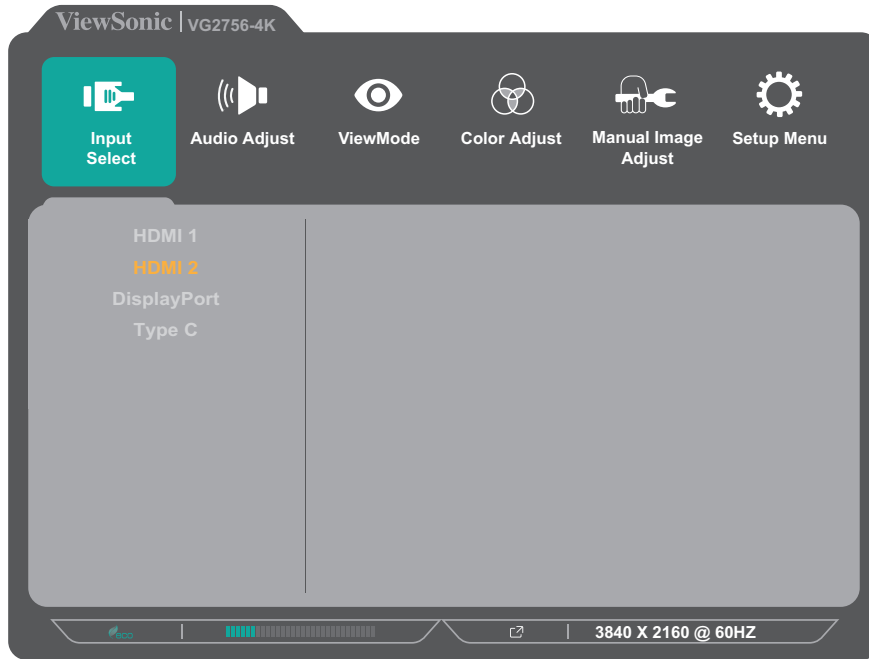 ViewSonic VG2756-4K
Input Select
Audio Adjust
ViewMode
Color Adjust
Manual Image Adjust
Setup Menu
HDMI 1
HDMI 2
DisplayPort
Type C
eco
3840 X 2160 @ 60HZ